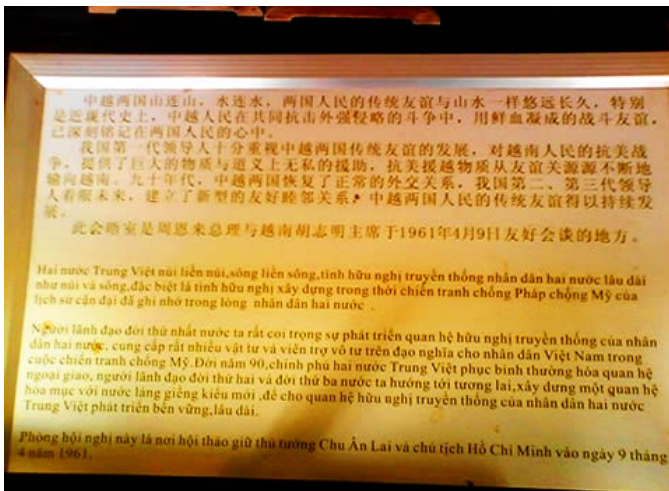 中越两国山连山，水连水，两国人民的传统友谊与山水一样悠远长久，特别
是近现代史上，中越人民在共同抗击外强侵略的斗争中，用鲜血凝成的战斗友谊，
已深刻铭记在两国人民的心中。
我国第一代领导人十分重视中越两国传统友谊的发展，对越南人民的抗美战
争，提供了巨大的物质与道义上无私的援助，抗美援越物质从友谊关源源不断地
输向越南。九十年代，中越两国恢复了正常的外交关系，我国第二、第三代领导
人着眼未来，建立了新型的友好睦邻关系。中越两国人民的传统友谊得以持续发
展。
此会晤室是周恩来总理与越南胡志明主席于1961年4月9日友好会谈的地方。
Hai nước Trung Việt núi liền núi,sông liền sông,tình hữu nghị truyền thống nhân dân hai nước lâu dài
như núi và sông,đặc biệt là tình hữu nghị xây dựng trong thời chiến tranh chống Pháp chống Mỹ của
lịch sử cận đại đã ghi nhớ trong lòng nhân dân hai nước .
Người lãnh đạo đời thứ nhất nước ta rất coi trọng sự phát triển quan hệ hữu nghị truyền thống của nhân
dân hai nước, cung cấp rất nhiều vật tư và viên trợ vô tư trên đạo nghĩa cho nhân dân Việt Nam trong
cuộc chiến tranh chống Mỹ.Đời năm 90,chính phủ hai nước Trung Việt phục bình thường hóa quan hệ
ngoại giao, người lãnh đạo đời thứ hai và đời thứ ba nước ta hướng tới tương lai,xây dưng một quan hệ
hòa mục với nước láng giềng kiểu mới ,để cho quan hệ hữu nghị truyền thống của nhân dân hai nước
Trung Việt phát triển bền vững,lâu dài.
Phòng hội nghị này là nơi hội thảo giữ thủ tướng Chu Ân Lai và chủ tịch Hồ Chí Minh vào ngày 9 tháng
4 năm 1961.